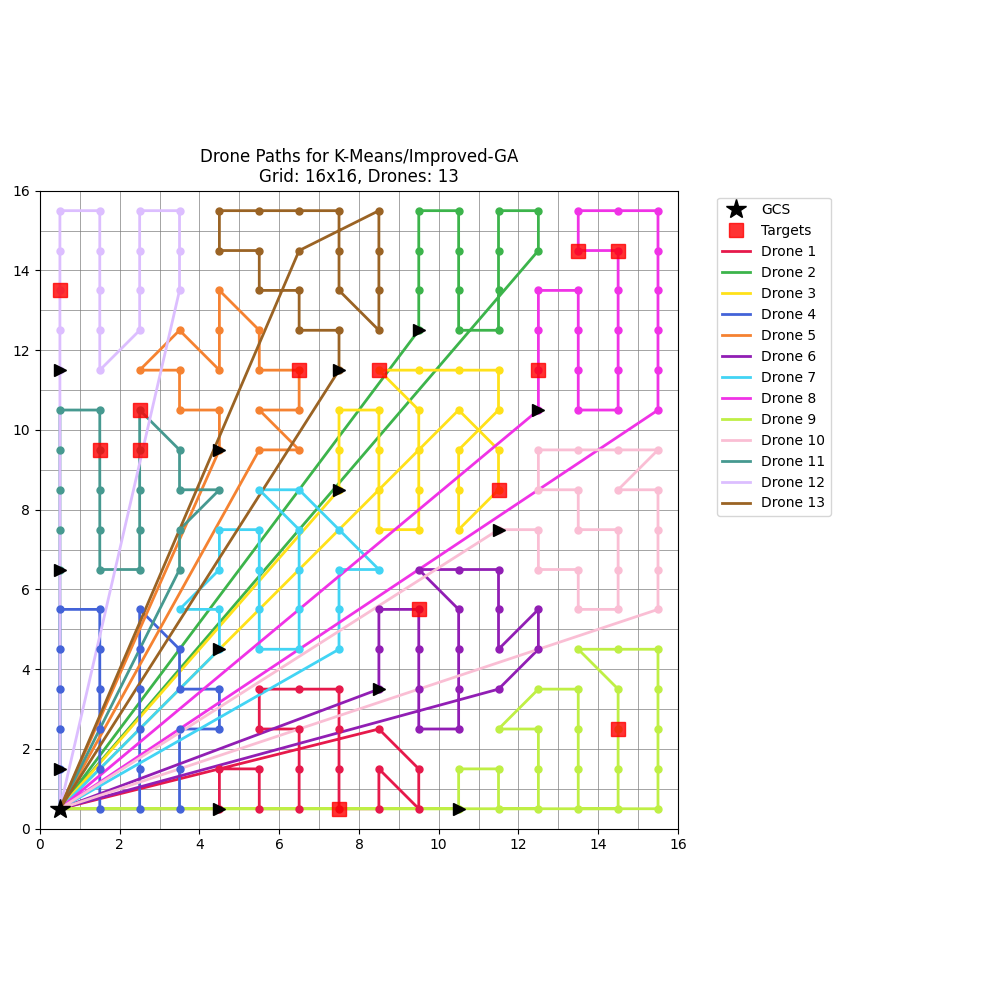 Drone Paths for K-Means/Improved-GA
Grid: 16x16, Drones: 13
16
14
12
10
8
6
4
2
0
0 2 4 6 8 10 12 14 16
GCS
Targets
Drone 1
Drone 2
Drone 3
Drone 4
Drone 5
Drone 6
Drone 7
Drone 8
Drone 9
Drone 10
Drone 11
Drone 12
Drone 13